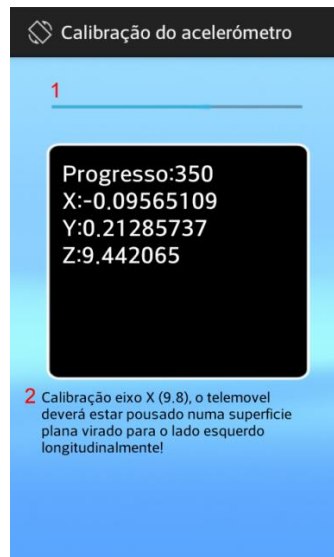 Calibração do acelerómetro
1
Progresso:350
X:-0.09565109
Y:0.21285737
Z:9.442065
2 Calibração eixo X (9.8), o telemovel
deverá estar pousado numa superficie
plana virado para o lado esquerdo
longitudinalmente!